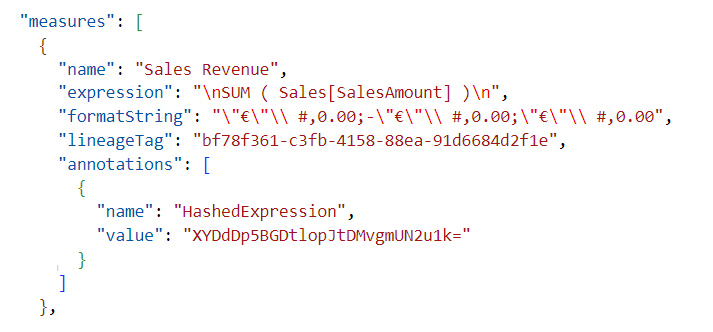 "measures": [
{
"name": "Sales Revenue",
"expression": "\nSUM ( Sales[SalesAmount] )\n",
"formatString": "\"€\"\\ #,0.00;-\"€\"\\ #,0.00;\"€\"\\ #,0.00",
"lineageTag": "bf78f361-c3fb-4158-88ea-91d6684d2f1e",
"annotations": [
{
"name": "HashedExpression",
"value": "XYDdDp5BGDtlopJtDMvgmUN2u1k="
}
]
},